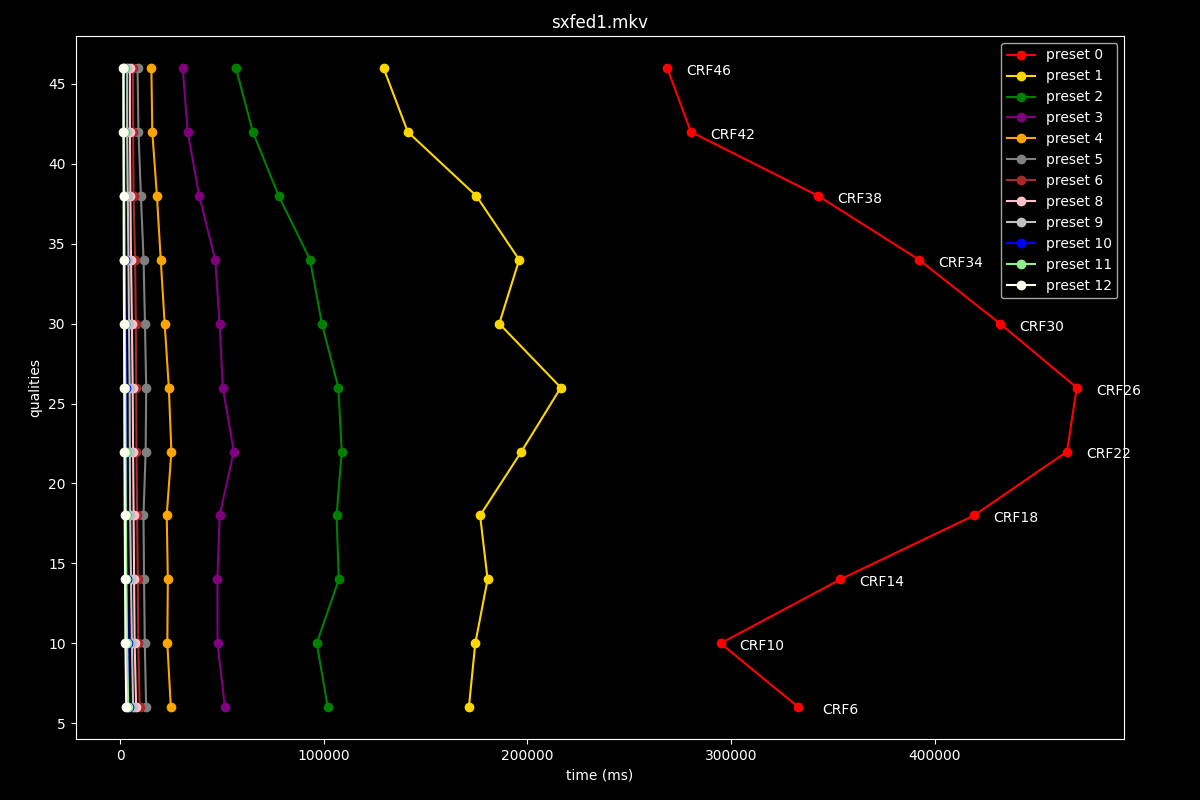 sxfed1.mkv
preset 0
preset 1
preset 2
preset 3
preset 4
preset 5
preset 6
preset 8
preset 9
preset 10
preset 11
preset 12
CRF46
CRF42
CRF38
CRF34
CRF30
CRF26
CRF22
CRF18
CRF14
CRF10
CRF6
45
40
35
30
25
20
15
10
5
qualities
0
100000
200000
300000
400000
time (ms)